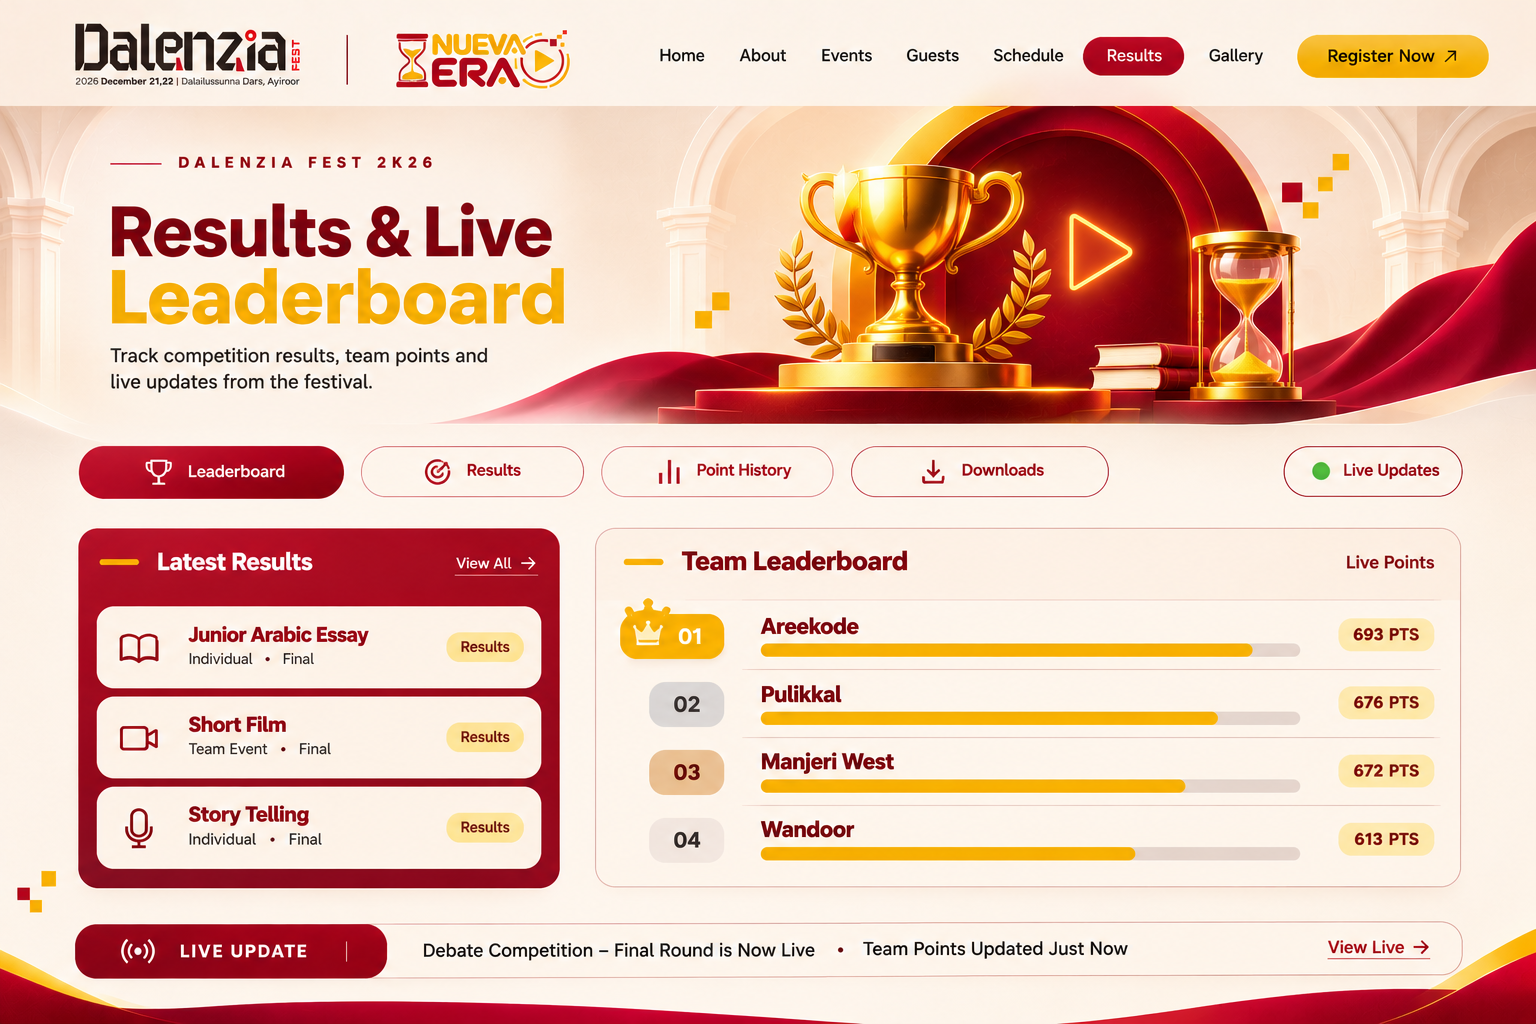 Dalenzia FEST
2026 December 21,22 | Dalailussunna Dars, Ayiroor
NUEVA
ERA
Home
About
Events
Guests
Schedule
Results
Gallery
Register Now
DALENZIA FEST 2K26
Results & Live
Leaderboard
Track competition results, team points and
live updates from the festival.
Leaderboard
Results
Point History
Downloads
Live Updates
Latest Results
View All
Junior Arabic Essay
Individual • Final
Results
Short Film
Team Event • Final
Results
Story Telling
Individual • Final
Results
Team Leaderboard
Live Points
01
Areekode
693 PTS
02
Pulikkal
676 PTS
03
Manjeri West
672 PTS
04
Wandoor
613 PTS
LIVE UPDATE
Debate Competition – Final Round is Now Live • Team Points Updated Just Now
View Live